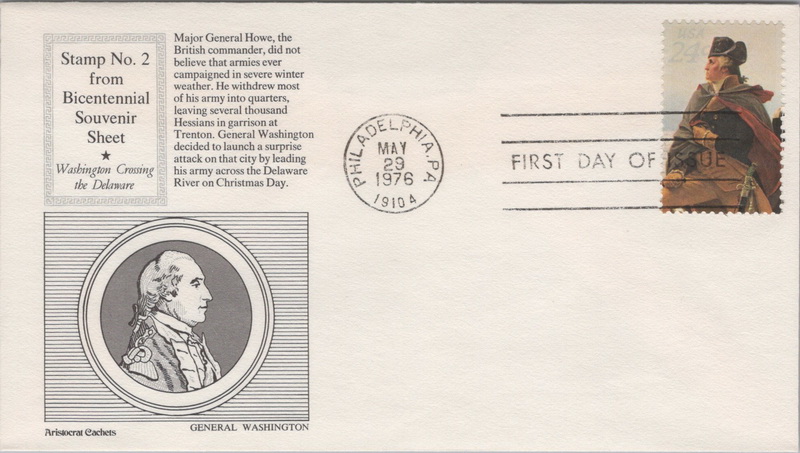 Stamp No. 2
from
Bicentennial
Souvenir
Sheet
★
Washington Crossing
the Delaware
Major General Howe, the
British commander, did not
believe that armies ever
campaigned in severe winter
weather. He withdrew most
of his army into quarters,
leaving several thousand
Hessians in garrison at
Trenton. General Washington
decided to launch a surprise
attack on that city by leading
his army across the Delaware
River on Christmas Day.
PHILADELPHIA, PA
MAY
29
1976
19104
FIRST DAY OF ISSUE
USA
24c
Aristocrat Cachets
GENERAL WASHINGTON